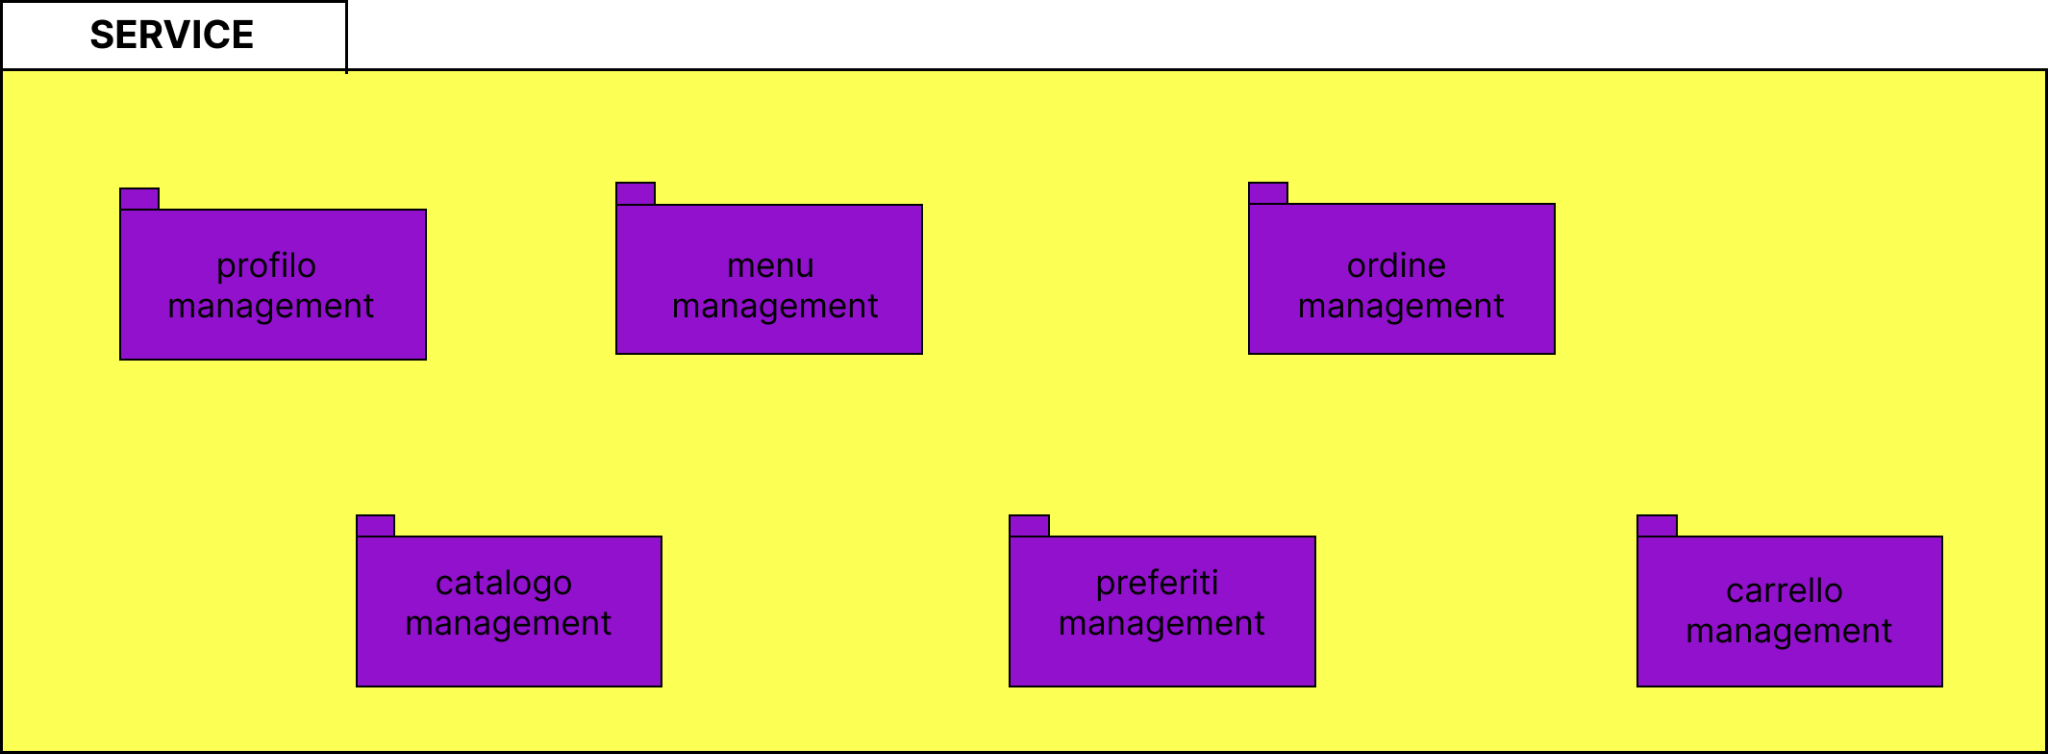 SERVICE
profilo
management
menu
management
ordine
management
catalogo
management
preferiti
management
carrello
management